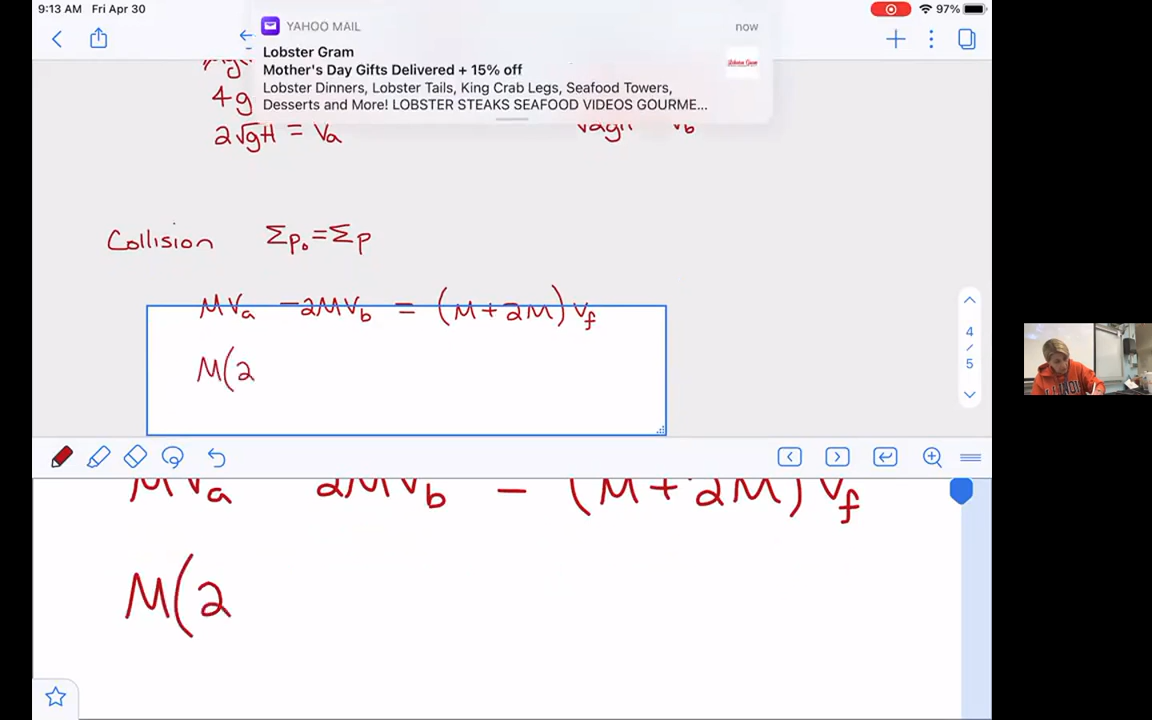 9:13 AM Fri Apr 30
97%
YAHOO MAIL
now
Lobster Gram
Mother's Day Gifts Delivered + 15% off
Lobster Dinners, Lobster Tails, King Crab Legs, Seafood Towers,
Desserts and More! LOBSTER STEAKS SEAFOOD VIDEOS GOURME...
4g
2√gH = Va
Collision Σp₀ = Σp
MVa − 2MVb = (M + 2M) Vf
M(2
4
/
5
MVa 2MVb = (M + 2M) Vf
M(2